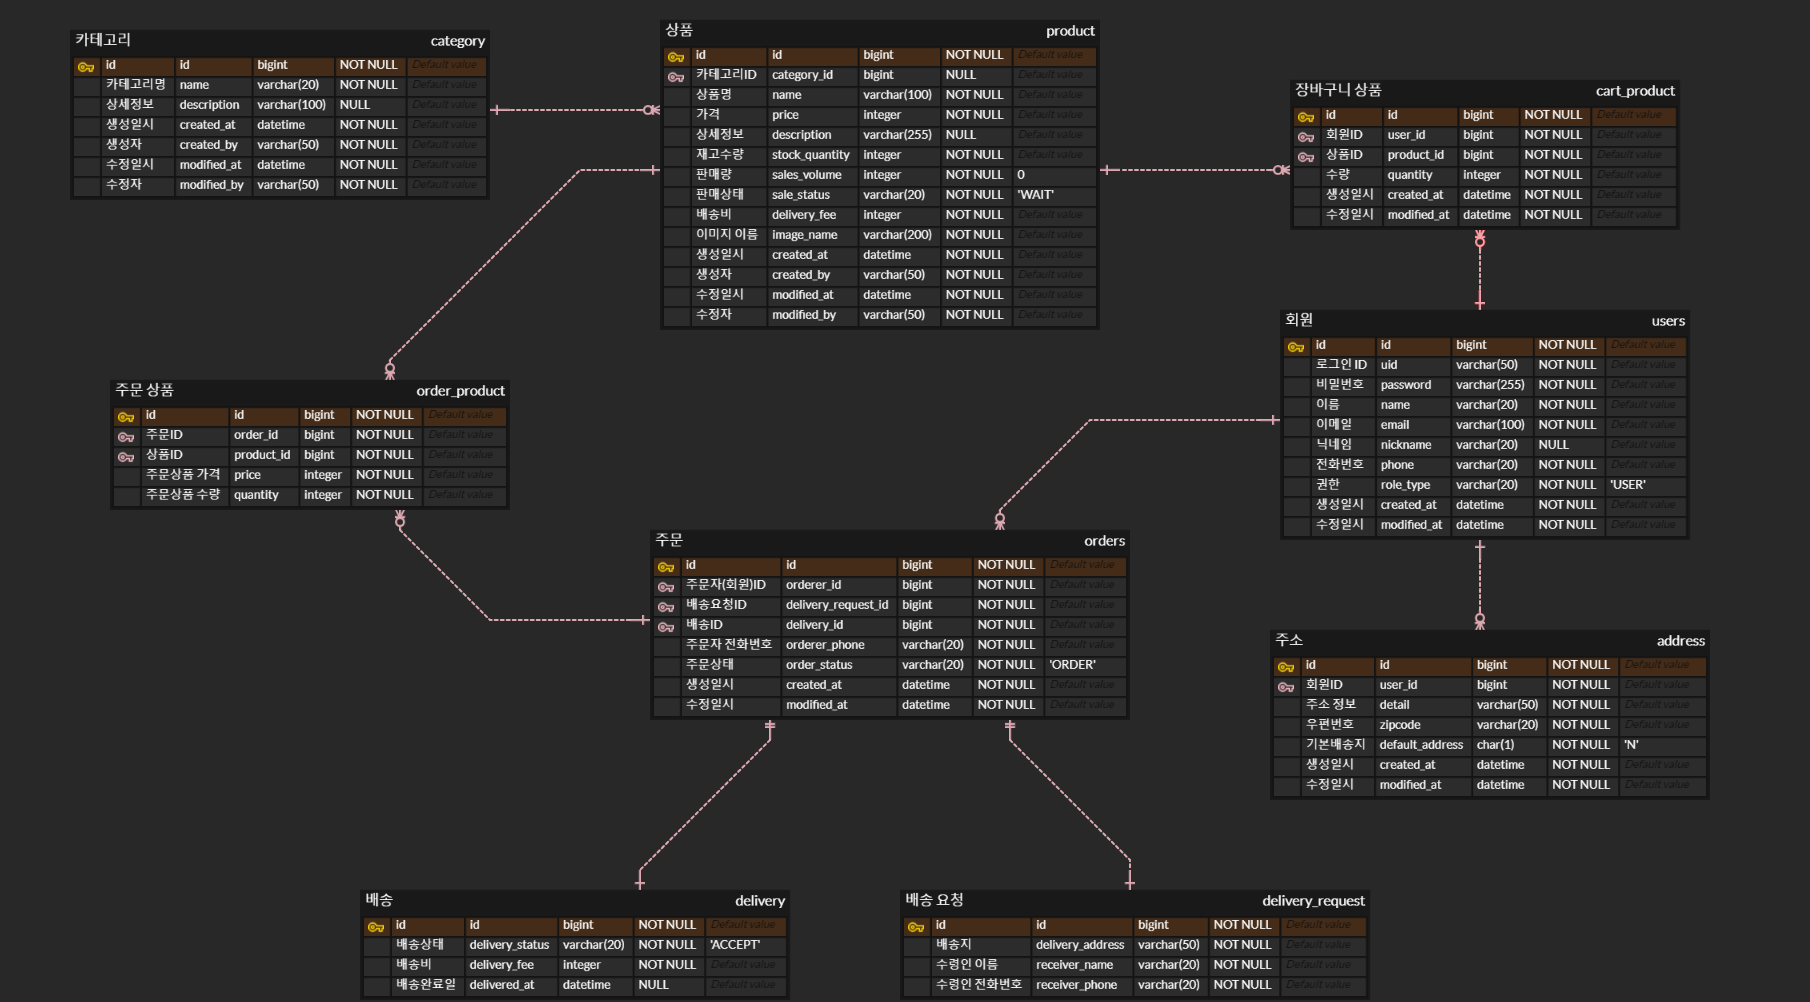 카테고리 category
id id bigint NOT NULL Default value
카테고리명 name varchar(20) NOT NULL Default value
상세정보 description varchar(100) NULL Default value
생성일시 created_at datetime NOT NULL Default value
생성자 created_by varchar(50) NOT NULL Default value
수정일시 modified_at datetime NOT NULL Default value
수정자 modified_by varchar(50) NOT NULL Default value
상품 product
id id bigint NOT NULL Default value
카테고리ID category_id bigint NULL Default value
상품명 name varchar(100) NOT NULL Default value
가격 price integer NOT NULL Default value
상세정보 description varchar(255) NULL Default value
재고수량 stock_quantity integer NOT NULL Default value
판매량 sales_volume integer NOT NULL 0
판매상태 sale_status varchar(20) NOT NULL 'WAIT'
배송비 delivery_fee integer NOT NULL Default value
이미지 이름 image_name varchar(200) NOT NULL Default value
생성일시 created_at datetime NOT NULL Default value
생성자 created_by varchar(50) NOT NULL Default value
수정일시 modified_at datetime NOT NULL Default value
수정자 modified_by varchar(50) NOT NULL Default value
장바구니 상품 cart_product
id id bigint NOT NULL Default value
회원ID user_id bigint NOT NULL Default value
상품ID product_id bigint NOT NULL Default value
수량 quantity integer NOT NULL Default value
생성일시 created_at datetime NOT NULL Default value
수정일시 modified_at datetime NOT NULL Default value
회원 users
id id bigint NOT NULL Default value
로그인 ID uid varchar(50) NOT NULL Default value
비밀번호 password varchar(255) NOT NULL Default value
이름 name varchar(20) NOT NULL Default value
이메일 email varchar(100) NOT NULL Default value
닉네임 nickname varchar(20) NULL Default value
전화번호 phone varchar(20) NOT NULL Default value
권한 role_type varchar(20) NOT NULL 'USER'
생성일시 created_at datetime NOT NULL Default value
수정일시 modified_at datetime NOT NULL Default value
주문 상품 order_product
id id bigint NOT NULL Default value
주문ID order_id bigint NOT NULL Default value
상품ID product_id bigint NOT NULL Default value
주문상품 가격 price integer NOT NULL Default value
주문상품 수량 quantity integer NOT NULL Default value
주문 orders
id id bigint NOT NULL Default value
주문자(회원)ID orderer_id bigint NOT NULL Default value
배송요청ID delivery_request_id bigint NOT NULL Default value
배송ID delivery_id bigint NOT NULL Default value
주문자 전화번호 orderer_phone varchar(20) NOT NULL Default value
주문상태 order_status varchar(20) NOT NULL 'ORDER'
생성일시 created_at datetime NOT NULL Default value
수정일시 modified_at datetime NOT NULL Default value
주소 address
id id bigint NOT NULL Default value
회원ID user_id bigint NOT NULL Default value
주소 정보 detail varchar(50) NOT NULL Default value
우편번호 zipcode varchar(20) NOT NULL Default value
기본배송지 default_address char(1) NOT NULL 'N'
생성일시 created_at datetime NOT NULL Default value
수정일시 modified_at datetime NOT NULL Default value
배송 delivery
id id bigint NOT NULL Default value
배송상태 delivery_status varchar(20) NOT NULL 'ACCEPT'
배송비 delivery_fee integer NOT NULL Default value
배송완료일 delivered_at datetime NULL Default value
배송 요청 delivery_request
id id bigint NOT NULL Default value
배송지 delivery_address varchar(50) NOT NULL Default value
수령인 이름 receiver_name varchar(20) NOT NULL Default value
수령인 전화번호 receiver_phone varchar(20) NOT NULL Default value